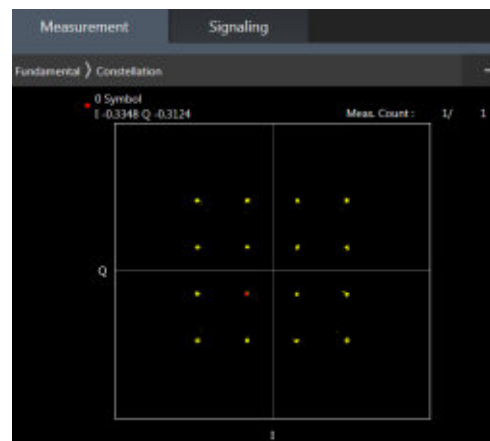 Measurement Signaling
Fundamental 〉 Constellation
0 Symbol
I -0.3348 Q -0.3124 Meas. Count : 1/ 1
Q
I